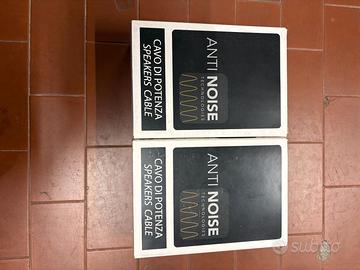 CAVO DI POTENZA
SPEAKERS CABLE
ANTI NOISE
TECHNOLOGIES
CAVO DI POTENZA
SPEAKERS CABLE
ANTI NOISE
TECHNOLOGIES
subito